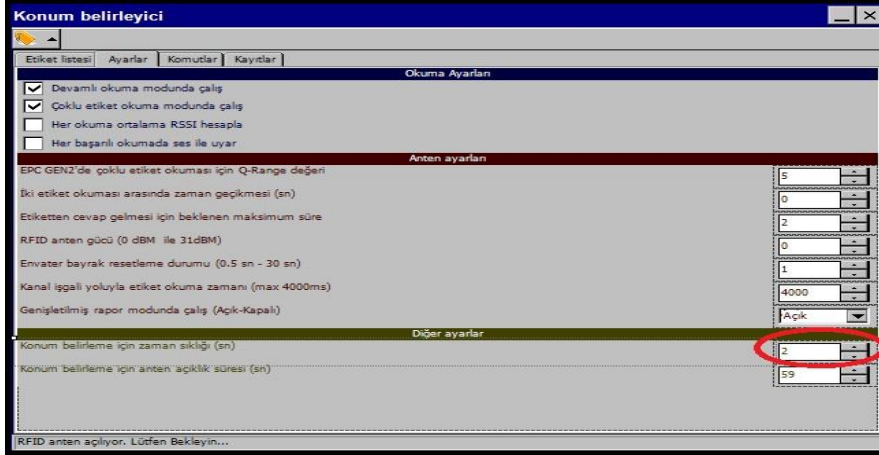 Konum belirleyici
Etiket listesi Ayarlar Komutlar Kayıtlar
Okuma Ayarları
Devamlı okuma modunda çalış
Çoklu etiket okuma modunda çalış
Her okuma ortalama RSSI hesapla
Her başarılı okumada ses ile uyar
Anten ayarları
EPC GEN2'de çoklu etiket okuması için Q-Range değeri 5
İki etiket okuması arasında zaman geçikmesi (sn) 0
Etiketten cevap gelmesi için beklenen maksimum süre 2
RFID anten gücü (0 dBM ile 31dBM) 0
Envater bayrak resetleme durumu (0.5 sn - 30 sn) 1
Kanal işgali yoluyla etiket okuma zamanı (max 4000ms) 4000
Genişletilmiş rapor modunda çalış (Açık-Kapalı) Açık
Diğer ayarlar
Konum belirleme için zaman sıklığı (sn) 2
Konum belirleme için anten açıklık süresi (sn) 59
RFID anten açılıyor. Lütfen Bekleyin...